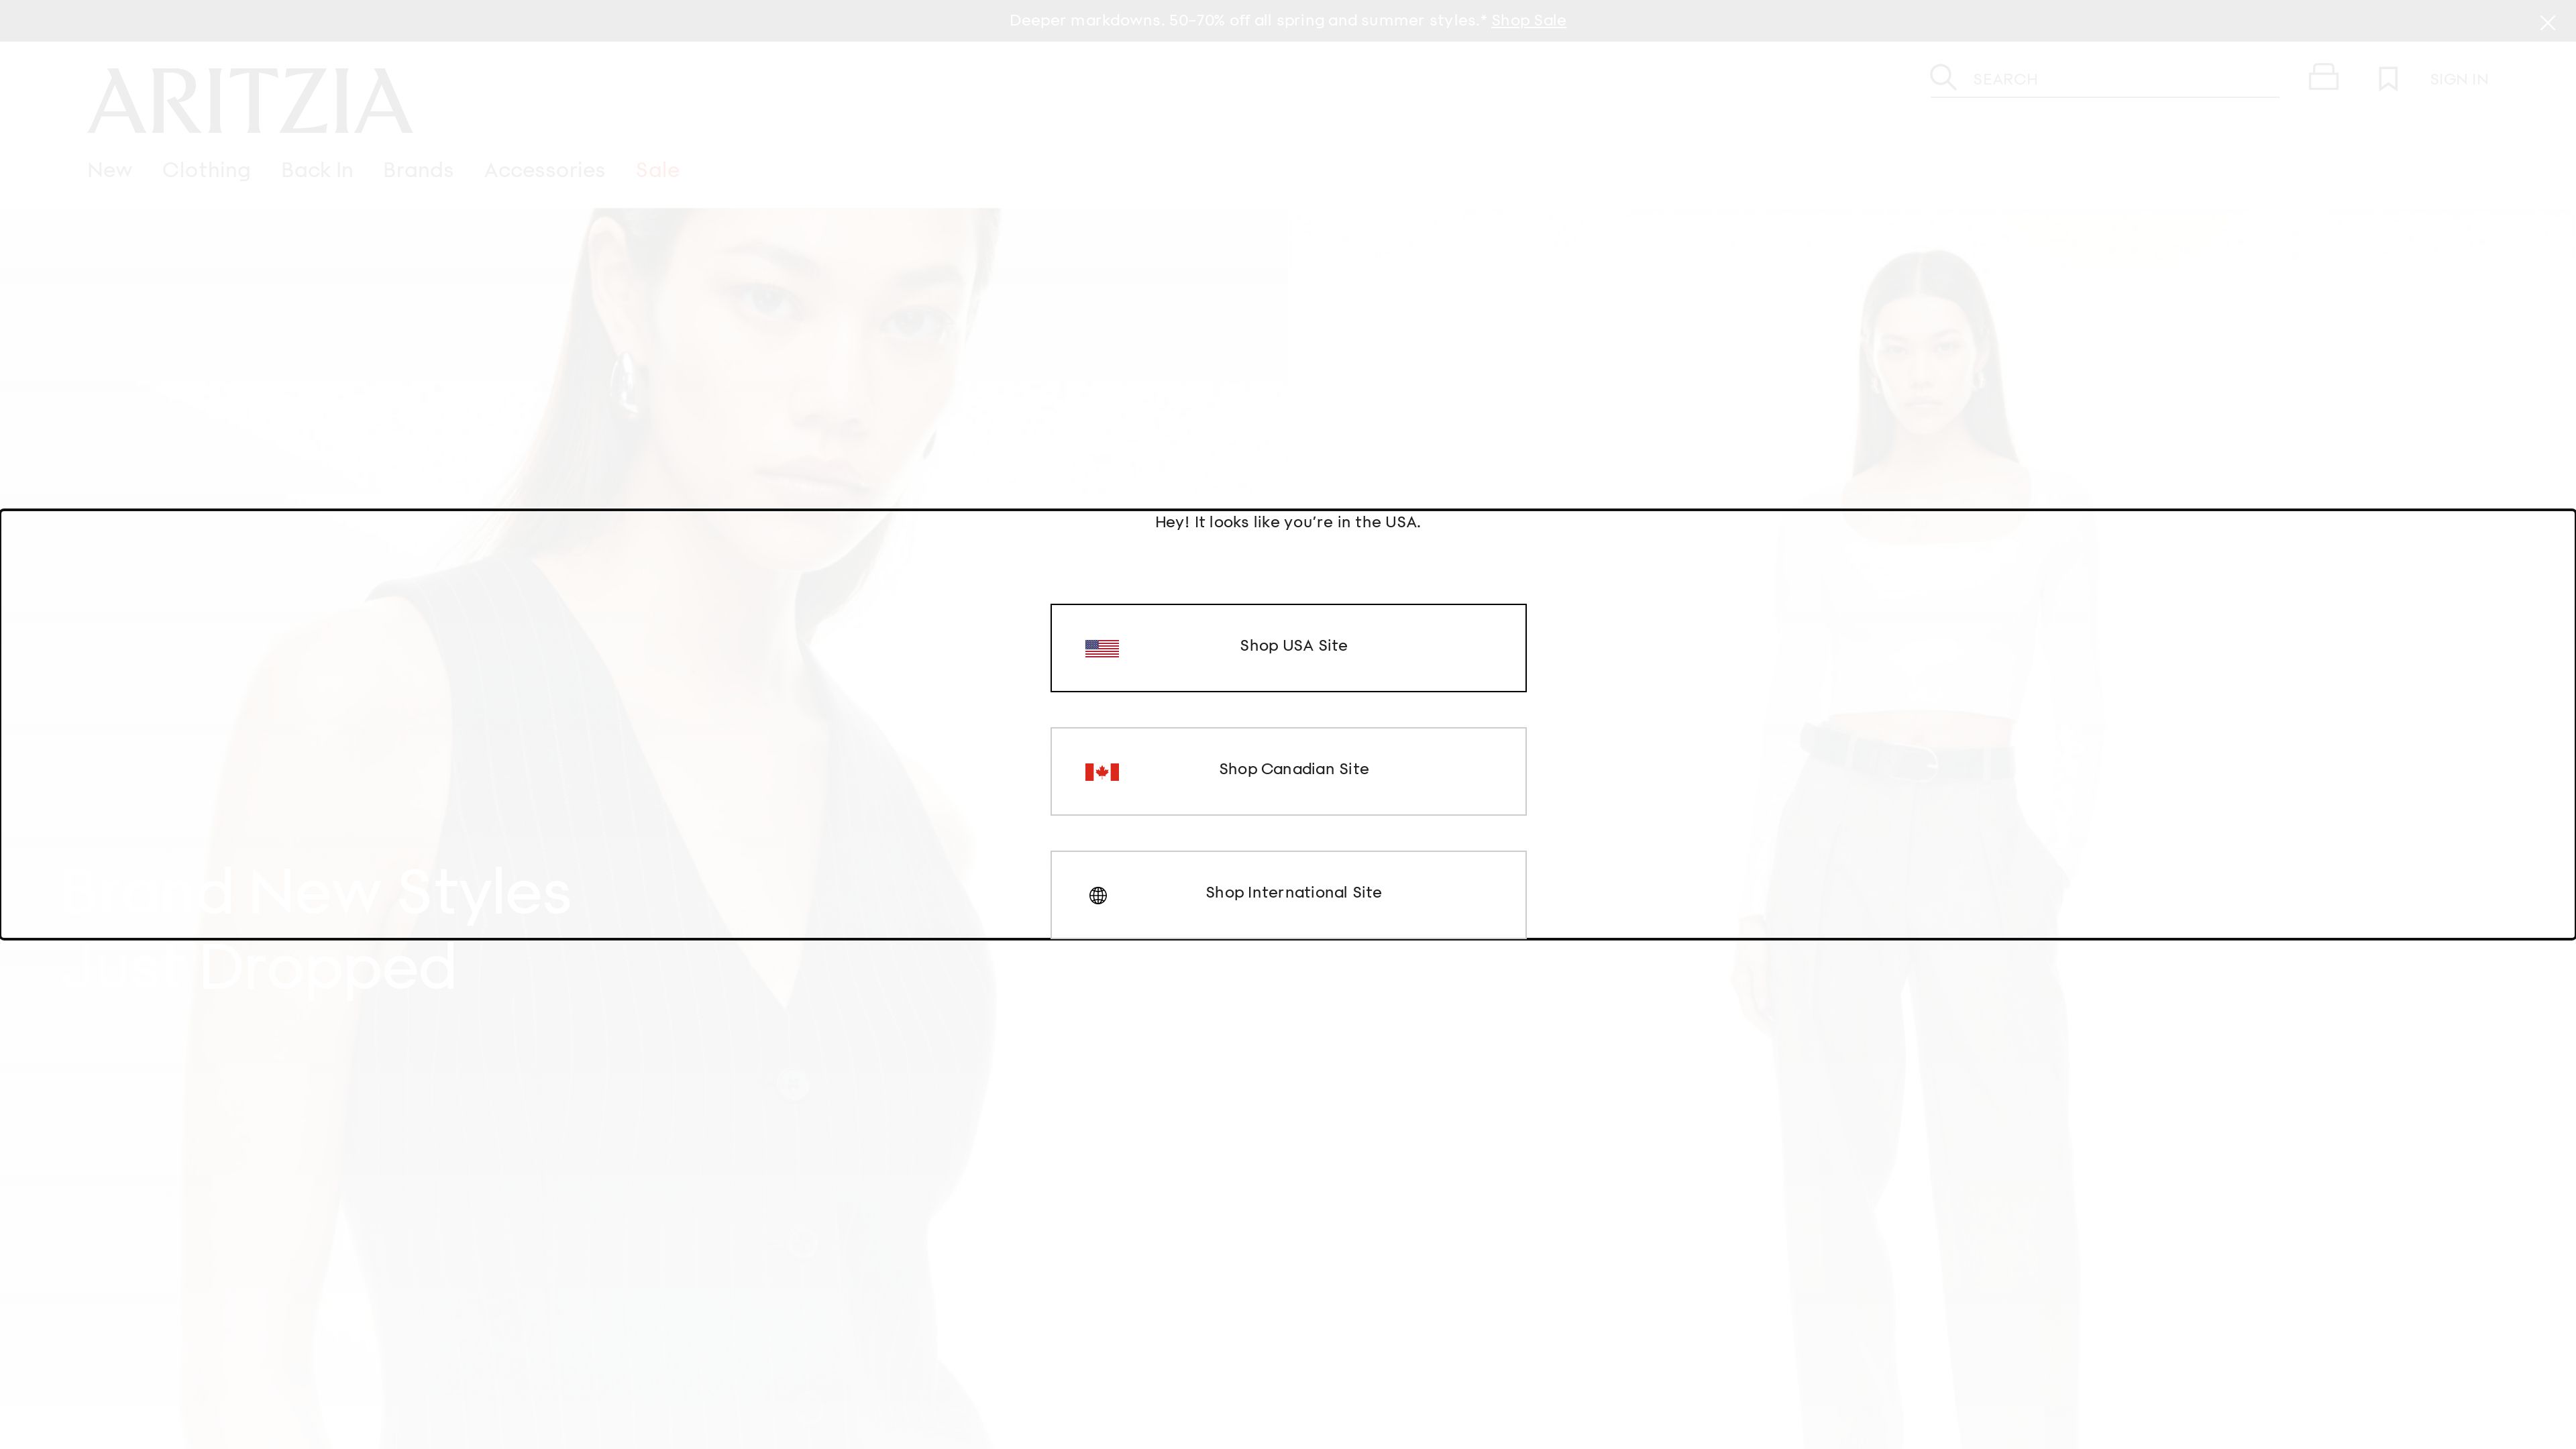 Deeper markdowns. 50–70% off all spring and summer styles.* Shop Sale
ARITZIA
SEARCH
SIGN IN
New Clothing Back In Brands Accessories Sale
Hey! It looks like you’re in the USA.
Shop USA Site
Shop Canadian Site
Shop International Site
Brand New Styles
Just Dropped